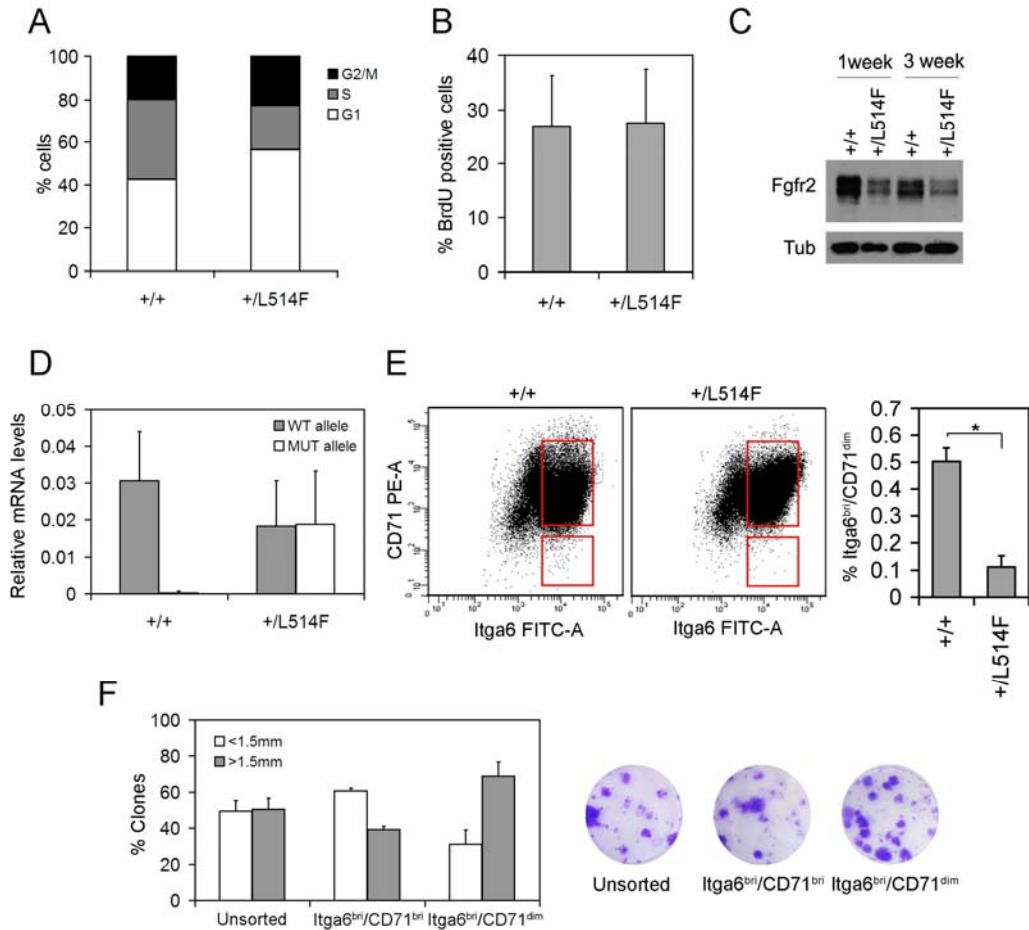 A
100
80
60
40
20
0
% cells
+/+
+/L514F
G2/M
S
G1
B
40
30
20
10
0
% BrdU positive cells
+/+
+/L514F
C
1week
3 week
+/+
+/L514F
+/+
+/L514F
Fgfr2
Tub
D
0.05
0.04
0.03
0.02
0.01
0
Relative mRNA levels
WT allele
MUT allele
+/+
+/L514F
E
+/+
+/L514F
CD71 PE-A
Itga6 FITC-A
Itga6 FITC-A
0.7
0.6
0.5
0.4
0.3
0.2
0.1
0
% Itga6bri/CD71dim
*
+/+
+/L514F
F
100
80
60
40
20
0
% Clones
<1.5mm
>1.5mm
Unsorted
Itga6bri/CD71bri
Itga6bri/CD71dim
Unsorted
Itga6bri/CD71bri
Itga6bri/CD71dim